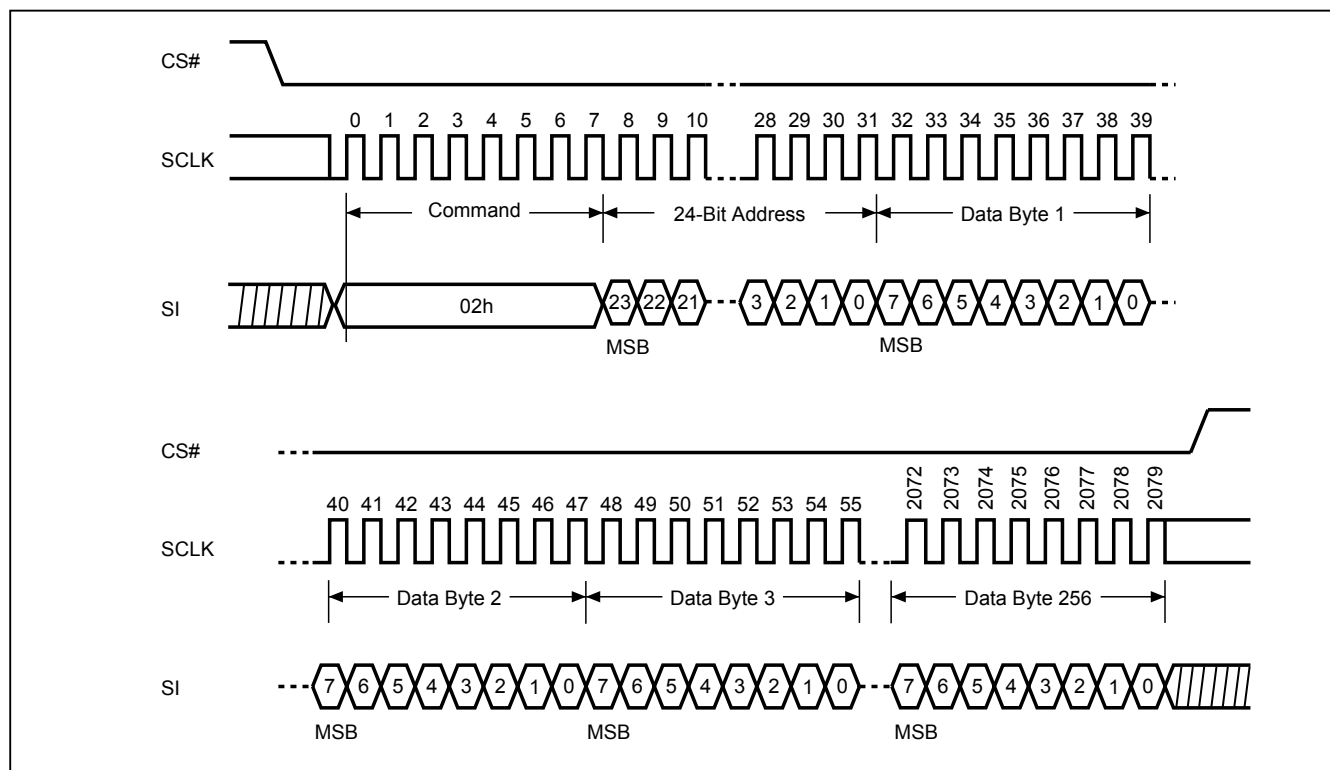 CS#
0 1 2 3 4 5 6 7 8 9 10 28 29 30 31 32 33 34 35 36 37 38 39
SCLK
Command 24-Bit Address Data Byte 1
SI 02h 23 22 21 3 2 1 0 7 6 5 4 3 2 1 0
MSB MSB
CS#
40 41 42 43 44 45 46 47 48 49 50 51 52 53 54 55 2072 2073 2074 2075 2076 2077 2078 2079
SCLK
Data Byte 2 Data Byte 3 Data Byte 256
SI 7 6 5 4 3 2 1 0 7 6 5 4 3 2 1 0 7 6 5 4 3 2 1 0
MSB MSB MSB